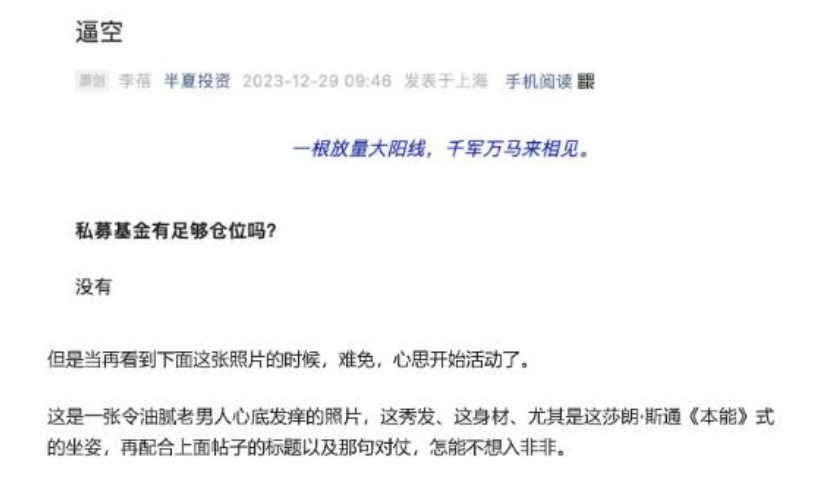 逼空
原创 李蓓 半夏投资 2023-12-29 09:46 发表于上海 手机阅读
一根放量大阳线，千军万马来相见。
私募基金有足够仓位吗？
没有
但是当再看到下面这张照片的时候，难免，心思开始活动了。
这是一张令油腻老男人心底发痒的照片，这秀发、这身材、尤其是这莎朗·斯通《本能》式
的坐姿，再配合上面帖子的标题以及那句对仗，怎能不想入非非。